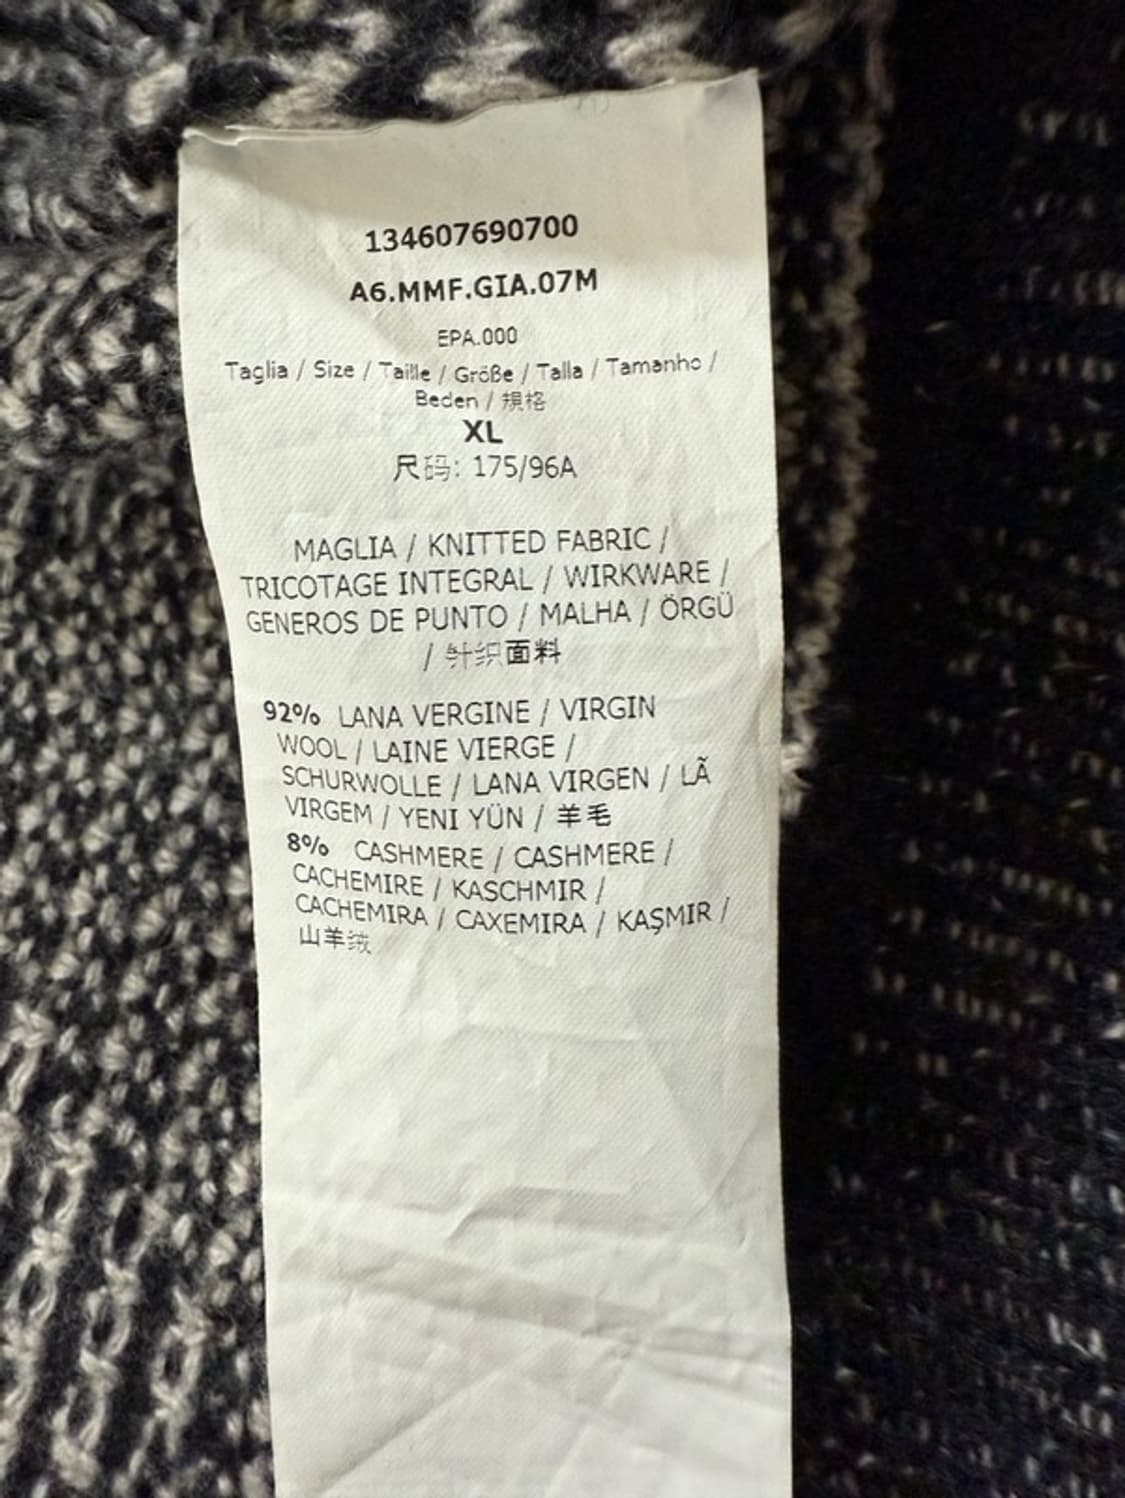 134607690700
A6.MMF.GIA.07M
EPA.000
Taglia / Size / Taille / Größe / Talla / Tamanho /
Beden / 規格
XL
尺码: 175/96A
MAGLIA / KNITTED FABRIC /
TRICOTAGE INTEGRAL / WIRKWARE /
GENEROS DE PUNTO / MALHA / ÖRGÜ
/ 针织面料
92% LANA VERGINE / VIRGIN
WOOL / LAINE VIERGE /
SCHURWOLLE / LANA VIRGEN / LÃ
VIRGEM / YENI YÜN / 羊毛
8% CASHMERE / CASHMERE /
CACHEMIRE / KASCHMIR /
CACHEMIRA / CAXEMIRA / KAŞMIR /
山羊绒